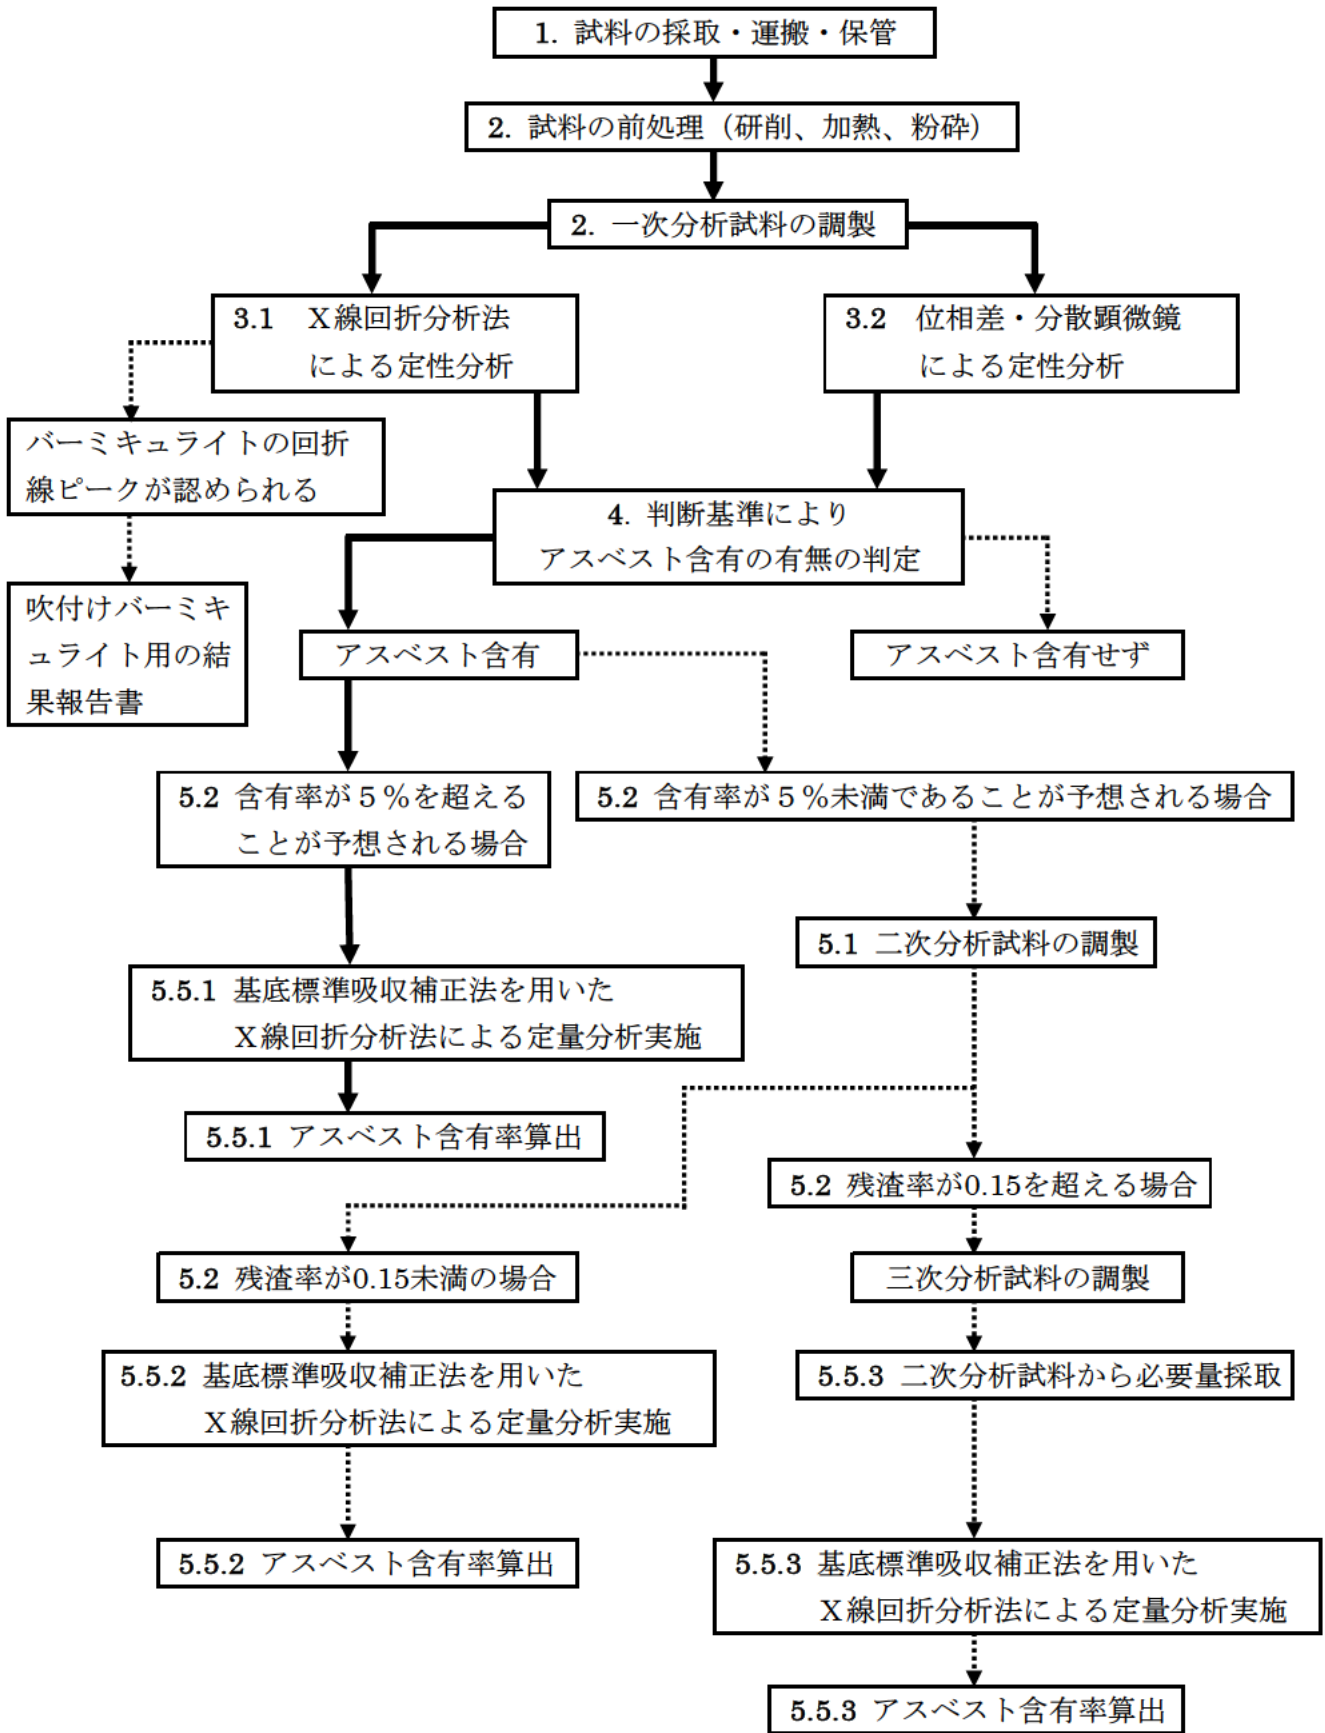 1. 試料の採取・運搬・保管
2. 試料の前処理（研削、加熱、粉砕）
2. 一次分析試料の調製
3.1 X線回折分析法
による定性分析
3.2 位相差・分散顕微鏡
による定性分析
バーミキュライトの回折
線ピークが認められる
4. 判断基準により
アスベスト含有の有無の判定
吹付けバーミキ
ュライト用の結
果報告書
アスベスト含有
アスベスト含有せず
5.2 含有率が５%を超える
ことが予想される場合
5.2 含有率が５%未満であることが予想される場合
5.1 二次分析試料の調製
5.5.1 基底標準吸収補正法を用いた
X線回折分析法による定量分析実施
5.5.1 アスベスト含有率算出
5.2 残渣率が0.15を超える場合
5.2 残渣率が0.15未満の場合
三次分析試料の調製
5.5.2 基底標準吸収補正法を用いた
X線回折分析法による定量分析実施
5.5.3 二次分析試料から必要量採取
5.5.2 アスベスト含有率算出
5.5.3 基底標準吸収補正法を用いた
X線回折分析法による定量分析実施
5.5.3 アスベスト含有率算出